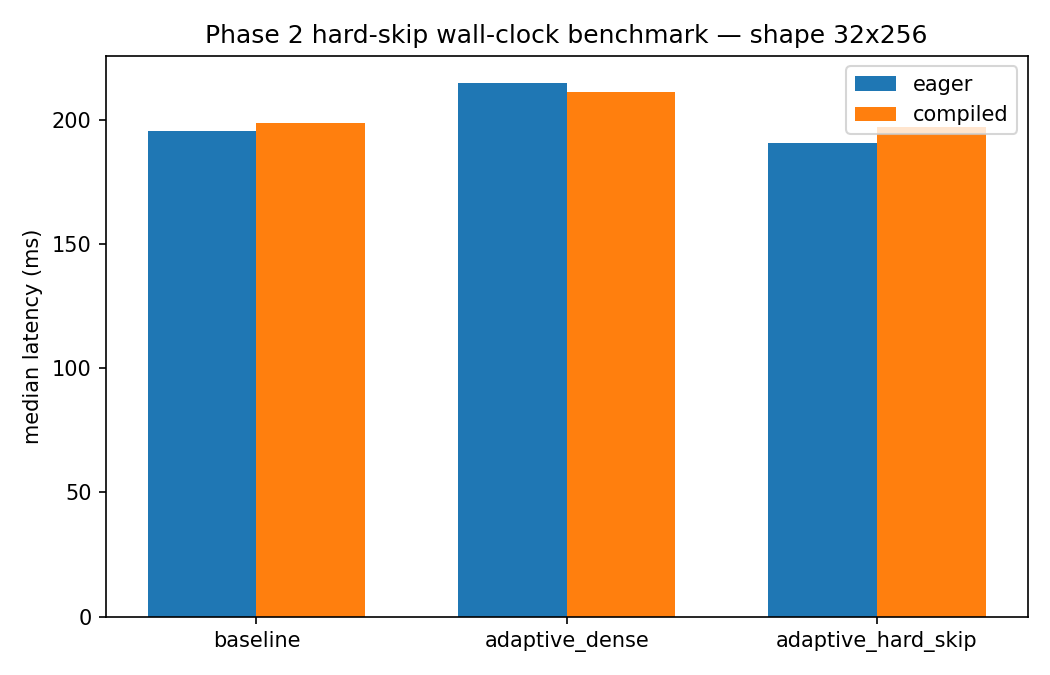 Phase 2 hard-skip wall-clock benchmark — shape 32x256
eager
compiled
median latency (ms)
200
150
100
50
0
baseline
adaptive_dense
adaptive_hard_skip